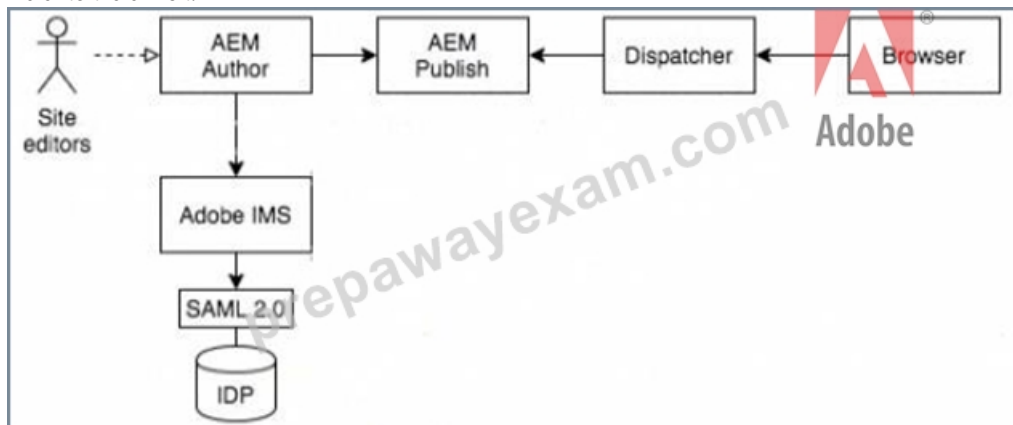 AEM
Author
AEM
Publish
Dispatcher
Browser
®
Adobe
Site
editors
Adobe IMS
SAML 2.0
IDP
prepawayexam.com